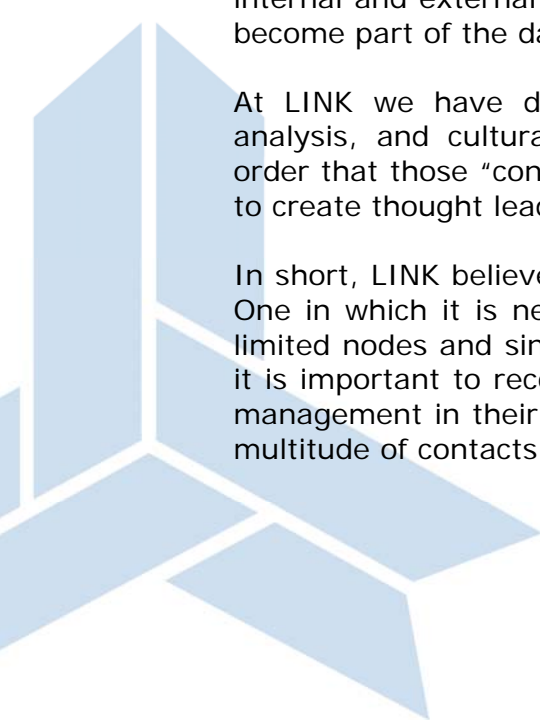 internal and external
become part of the da
At LINK we have d
analysis, and cultura
order that those “con
to create thought lead
In short, LINK believe
One in which it is ne
limited nodes and sin
it is important to reco
management in their
multitude of contacts